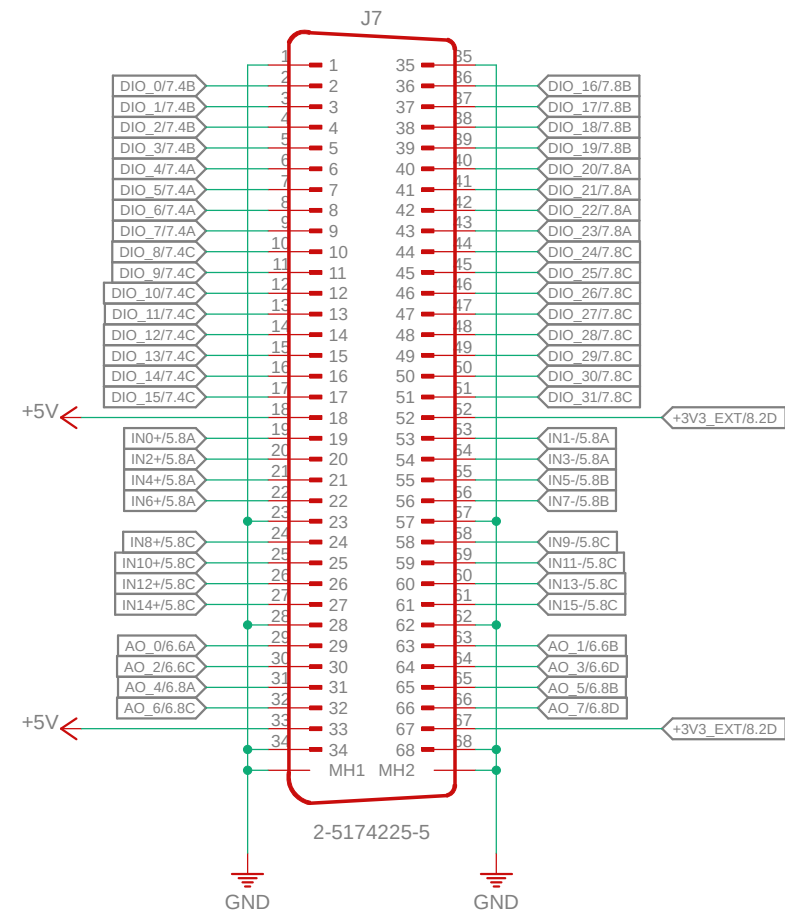 J7
1 1 35 35
DIO_0/7.4B 2 2 36 36 DIO_16/7.8B
DIO_1/7.4B 3 3 37 37 DIO_17/7.8B
DIO_2/7.4B 4 4 38 38 DIO_18/7.8B
DIO_3/7.4B 5 5 39 39 DIO_19/7.8B
DIO_4/7.4A 6 6 40 40 DIO_20/7.8A
DIO_5/7.4A 7 7 41 41 DIO_21/7.8A
DIO_6/7.4A 8 8 42 42 DIO_22/7.8A
DIO_7/7.4A 9 9 43 43 DIO_23/7.8A
DIO_8/7.4C 10 10 44 44 DIO_24/7.8C
DIO_9/7.4C 11 11 45 45 DIO_25/7.8C
DIO_10/7.4C 12 12 46 46 DIO_26/7.8C
DIO_11/7.4C 13 13 47 47 DIO_27/7.8C
DIO_12/7.4C 14 14 48 48 DIO_28/7.8C
DIO_13/7.4C 15 15 49 49 DIO_29/7.8C
DIO_14/7.4C 16 16 50 50 DIO_30/7.8C
DIO_15/7.4C 17 17 51 51 DIO_31/7.8C
+5V 18 18 52 52 +3V3_EXT/8.2D
IN0+/5.8A 19 19 53 53 IN1-/5.8A
IN2+/5.8A 20 20 54 54 IN3-/5.8A
IN4+/5.8A 21 21 55 55 IN5-/5.8B
IN6+/5.8A 22 22 56 56 IN7-/5.8B
23 23 57 57
IN8+/5.8C 24 24 58 58 IN9-/5.8C
IN10+/5.8C 25 25 59 59 IN11-/5.8C
IN12+/5.8C 26 26 60 60 IN13-/5.8C
IN14+/5.8C 27 27 61 61 IN15-/5.8C
28 28 62 62
AO_0/6.6A 29 29 63 63 AO_1/6.6B
AO_2/6.6C 30 30 64 64 AO_3/6.6D
AO_4/6.8A 31 31 65 65 AO_5/6.8B
AO_6/6.8C 32 32 66 66 AO_7/6.8D
+5V 33 33 67 67 +3V3_EXT/8.2D
34 34 68 68
MH1 MH2
2-5174225-5
GND GND